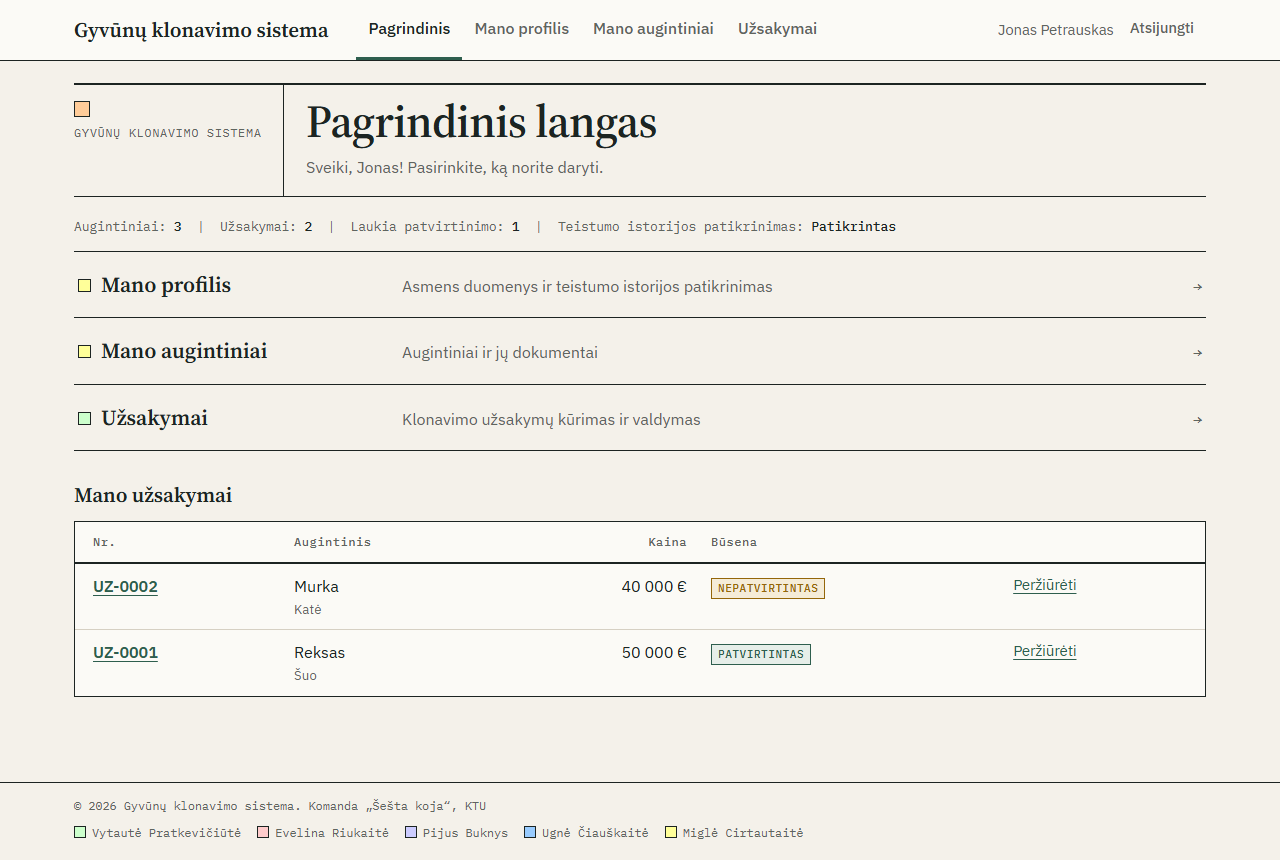 Gyvūnų klonavimo sistema Pagrindinis Mano profilis Mano augintiniai Užsakymai Jonas Petrauskas Atsijungti
GYVŪNŲ KLONAVIMO SISTEMA
Pagrindinis langas
Sveiki, Jonas! Pasirinkite, ką norite daryti.
Augintiniai: 3 | Užsakymai: 2 | Laukia patvirtinimo: 1 | Teistumo istorijos patikrinimas: Patikrintas
Mano profilis Asmens duomenys ir teistumo istorijos patikrinimas →
Mano augintiniai Augintiniai ir jų dokumentai →
Užsakymai Klonavimo užsakymų kūrimas ir valdymas →
Mano užsakymai
Nr. Augintinis Kaina Būsena
UZ-0002 Murka 40 000 € NEPATVIRTINTAS Peržiūrėti
Katė
UZ-0001 Reksas 50 000 € PATVIRTINTAS Peržiūrėti
Šuo
© 2026 Gyvūnų klonavimo sistema. Komanda „Šešta koja“, KTU
Vytautė Pratkevičiūtė Evelina Riukaitė Pijus Buknys Ugnė Čiauškaitė Miglė Cirtautaitė